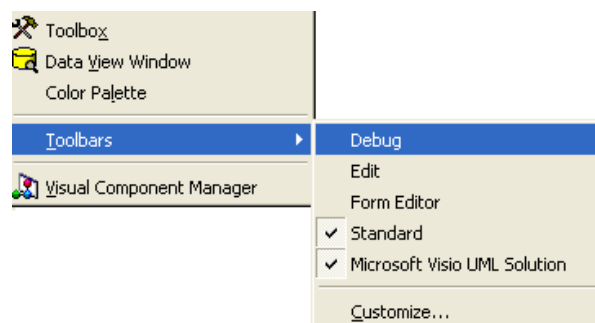 Toolbox
Data View Window
Color Palette
Toolbars
Visual Component Manager
Debug
Edit
Form Editor
Standard
Microsoft Visio UML Solution
Customize...